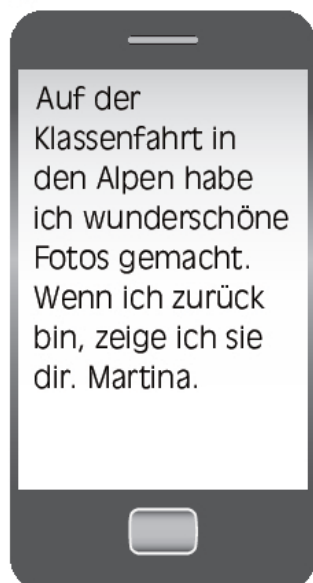 Auf der
Klassenfahrt in
den Alpen habe
ich wunderschöne
Fotos gemacht.
Wenn ich zurück
bin, zeige ich sie
dir. Martina.